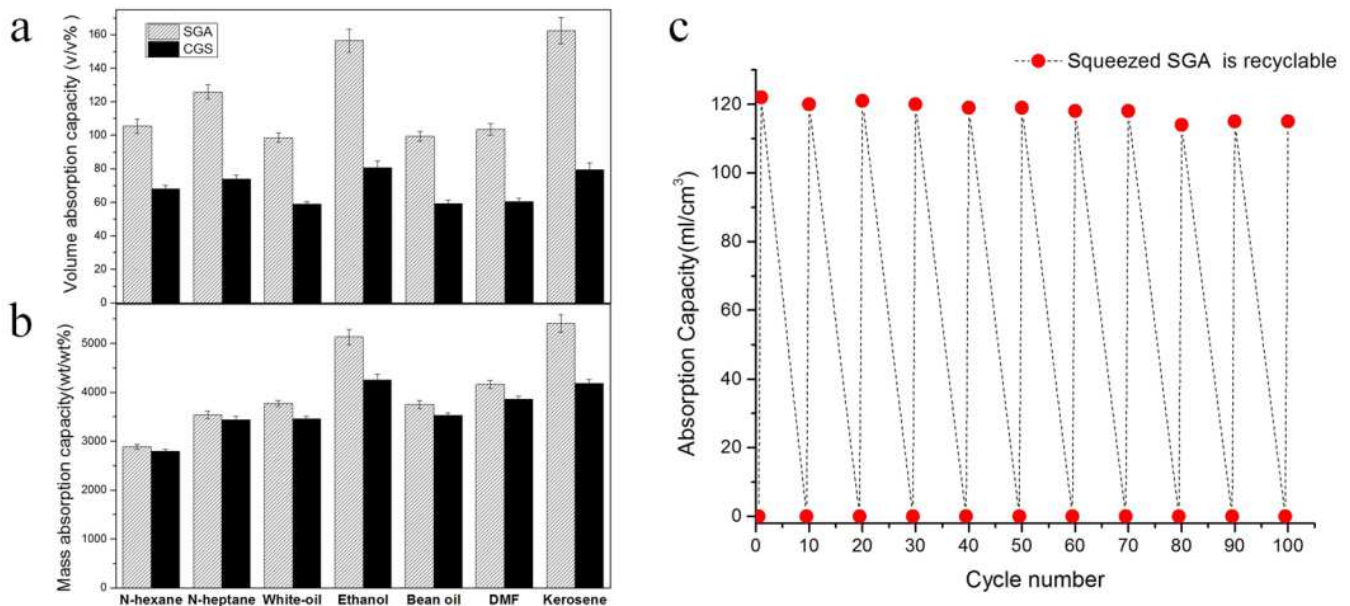 a
SGA
CGS
Volume absorption capacity (v/v%)
160
140
120
100
80
60
40
20
0
b
Mass absorption capacity(wt/wt%)
5000
4000
3000
2000
1000
0
N-hexane N-heptane White-oil Ethanol Bean oil DMF Kerosene
c
Squeezed SGA is recyclable
Absorption Capacity(ml/cm³)
120
100
80
60
40
20
0
0 10 20 30 40 50 60 70 80 90 100
Cycle number